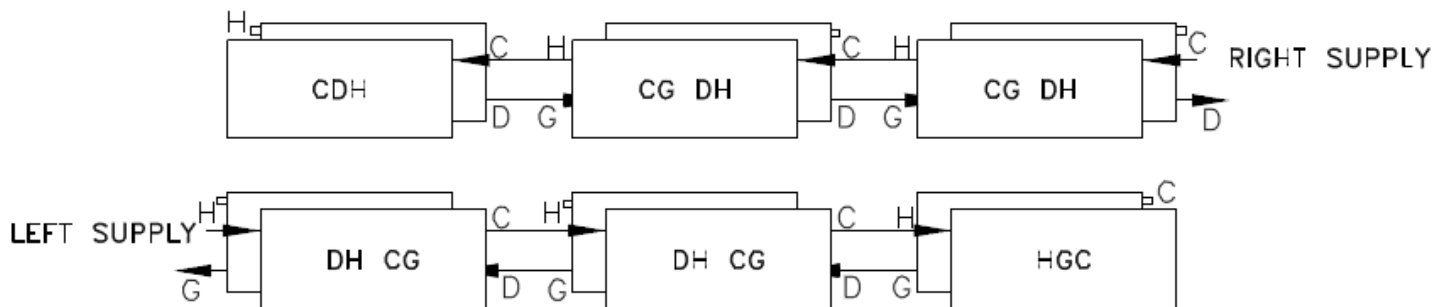 H C H C H C RIGHT SUPPLY
CDH CG DH CG DH
D G D G D
H C H C H C
LEFT SUPPLY
DH CG DH CG HGC
G D G D G